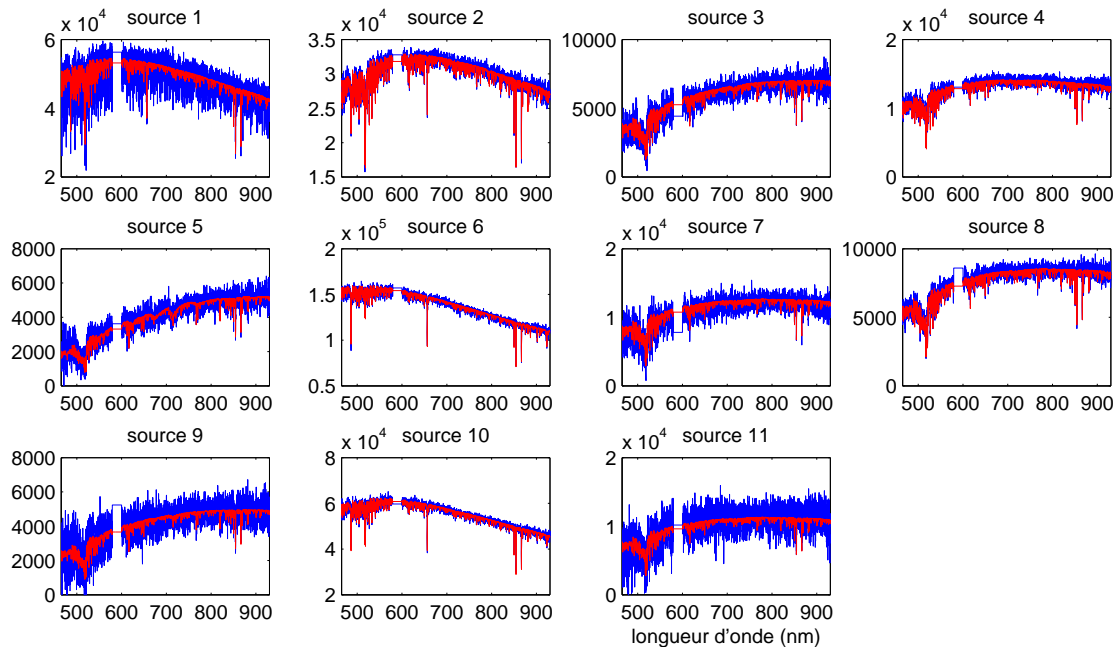 source 1
x 10^4
6
4
2
500 600 700 800 900
source 2
x 10^4
3.5
3
2.5
2
1.5
500 600 700 800 900
source 3
10000
5000
0
500 600 700 800 900
source 4
x 10^4
2
1
0
500 600 700 800 900
source 5
8000
6000
4000
2000
0
500 600 700 800 900
source 6
x 10^5
2
1.5
1
0.5
500 600 700 800 900
source 7
x 10^4
2
1
0
500 600 700 800 900
source 8
10000
5000
0
500 600 700 800 900
source 9
8000
6000
4000
2000
0
500 600 700 800 900
source 10
x 10^4
8
6
4
2
500 600 700 800 900
source 11
x 10^4
2
1
0
500 600 700 800 900
longueur d'onde (nm)